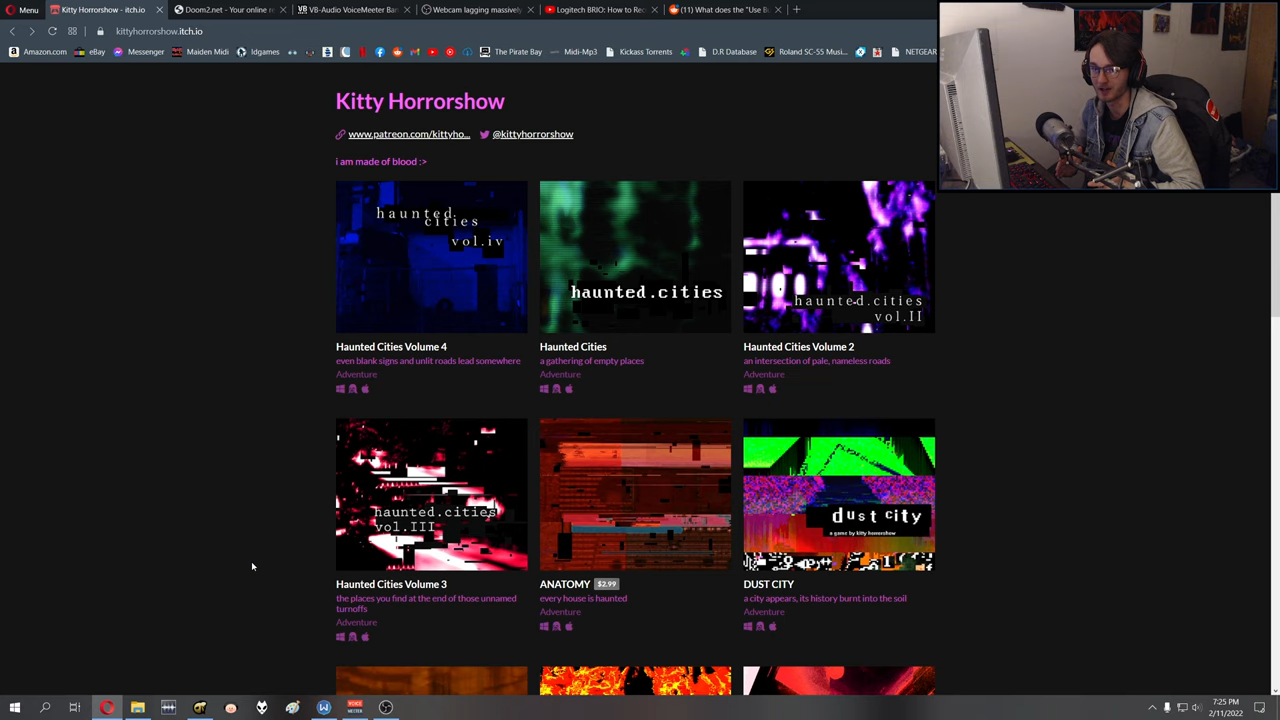 Menu
Kitty Horrorshow - itch.io
Doom2.net - Your online re
VB-Audio VoiceMeeter Ban
Webcam lagging massively
Logitech BRIO: How to Rec
(11) What does the "Use Bu
kittyhorrorshow.itch.io
Amazon.com
eBay
Messenger
Maiden Midi
Idgames
The Pirate Bay
Midi-Mp3
Kickass Torrents
D.R Database
Roland SC-55 Musi...
NETGEAR
Kitty Horrorshow
www.patreon.com/kittyho...
@kittyhorrorshow
i am made of blood :>
haunted.
cities
vol.iv
haunted.cities
haunted.cities
vol.II
Haunted Cities Volume 4
even blank signs and unlit roads lead somewhere
Adventure
Haunted Cities
a gathering of empty places
Adventure
Haunted Cities Volume 2
an intersection of pale, nameless roads
Adventure
haunted.cities
vol.III
dust city
a game by kitty horrorshow
Haunted Cities Volume 3
the places you find at the end of those unnamed
turnoffs
Adventure
ANATOMY $2.99
every house is haunted
Adventure
DUST CITY
a city appears, its history burnt into the soil
Adventure
VOICE
MEETER
7:25 PM
2/11/2022